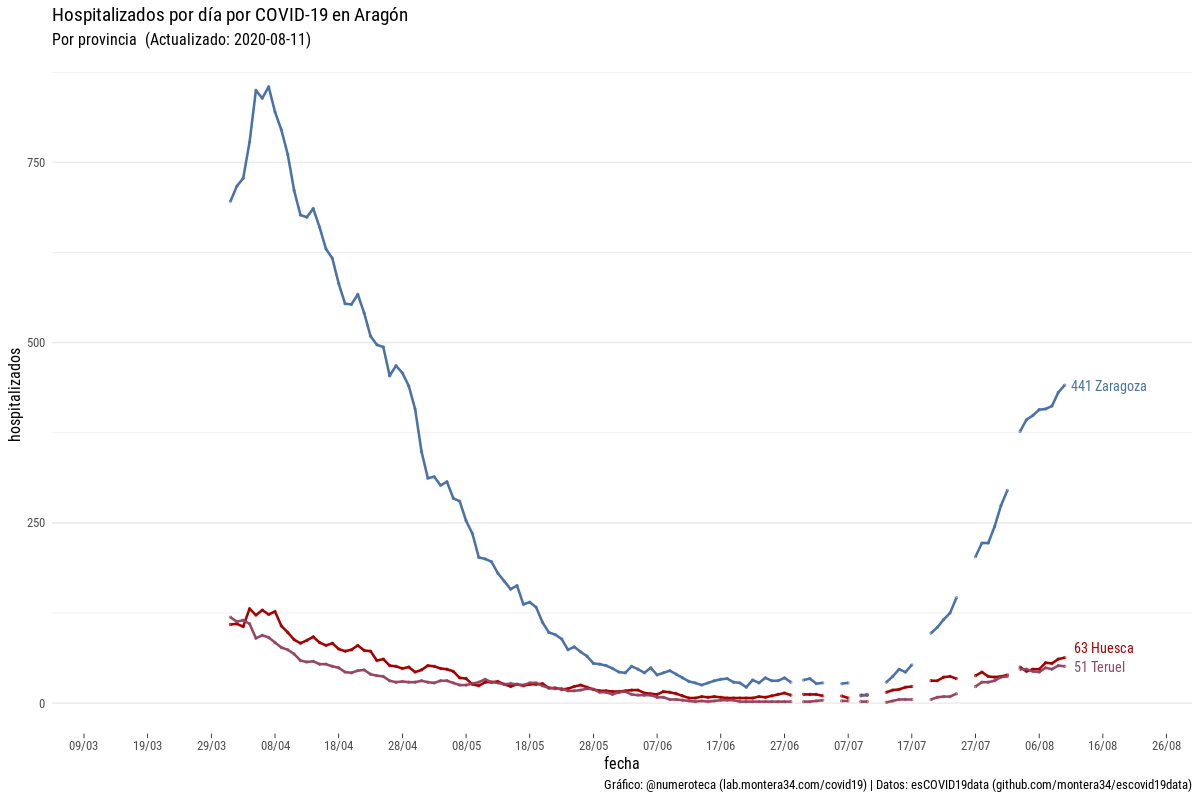 Hospitalizados por día por COVID-19 en Aragón
Por provincia (Actualizado: 2020-08-11)
hospitalizados
750
500
250
0
441 Zaragoza
63 Huesca
51 Teruel
09/03 19/03 29/03 08/04 18/04 28/04 08/05 18/05 28/05 07/06 17/06 27/06 07/07 17/07 27/07 06/08 16/08 26/08
fecha
Gráfico: @numeroteca (lab.montera34.com/covid19) | Datos: esCOVID19data (github.com/montera34/escovid19data)